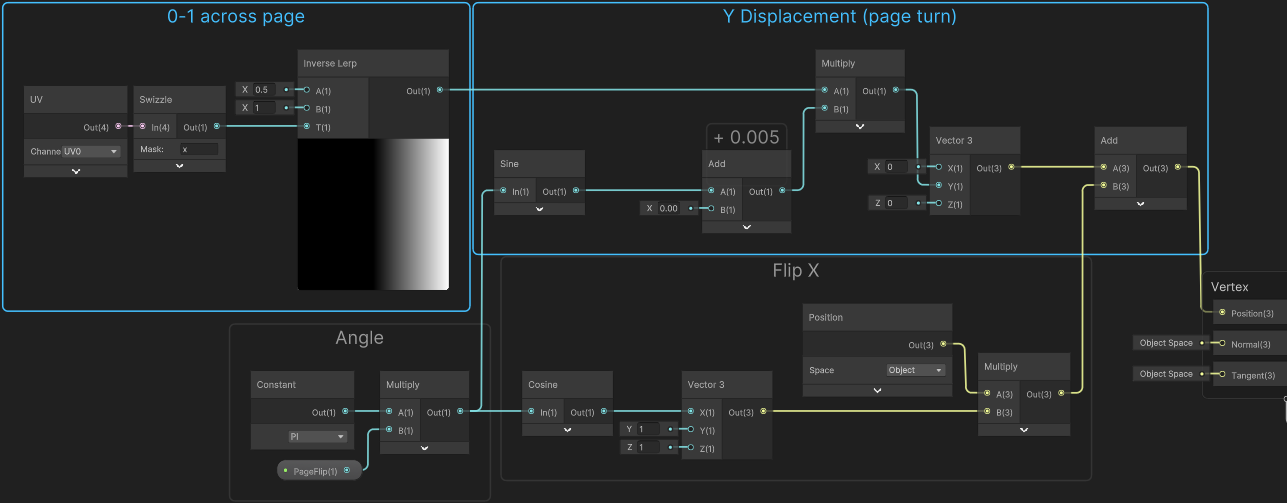 0-1 across page
Y Displacement (page turn)
Inverse Lerp
Multiply
UV
Swizzle
X 0.5
A(1)
Out(1)
A(1)
Out(1)
X 1
B(1)
B(1)
Out(4)
In(4)
Out(1)
T(1)
+ 0.005
Vector 3
Add
Channe
UV0
Mask:
x
Sine
Add
X 0
X(1)
Out(3)
A(3)
Out(3)
In(1)
Out(1)
A(1)
Out(1)
Y(1)
B(3)
X 0.00
B(1)
Z 0
Z(1)
Flip X
Vertex
Position
Position(3)
Angle
Out(3)
Object Space
Normal(3)
Space
Object
Multiply
Object Space
Tangent(3)
Constant
Multiply
Cosine
Vector 3
A(3)
Out(3)
Out(1)
A(1)
Out(1)
In(1)
Out(1)
X(1)
Out(3)
B(3)
PI
B(1)
Y 1
Y(1)
Z 1
Z(1)
PageFlip(1)